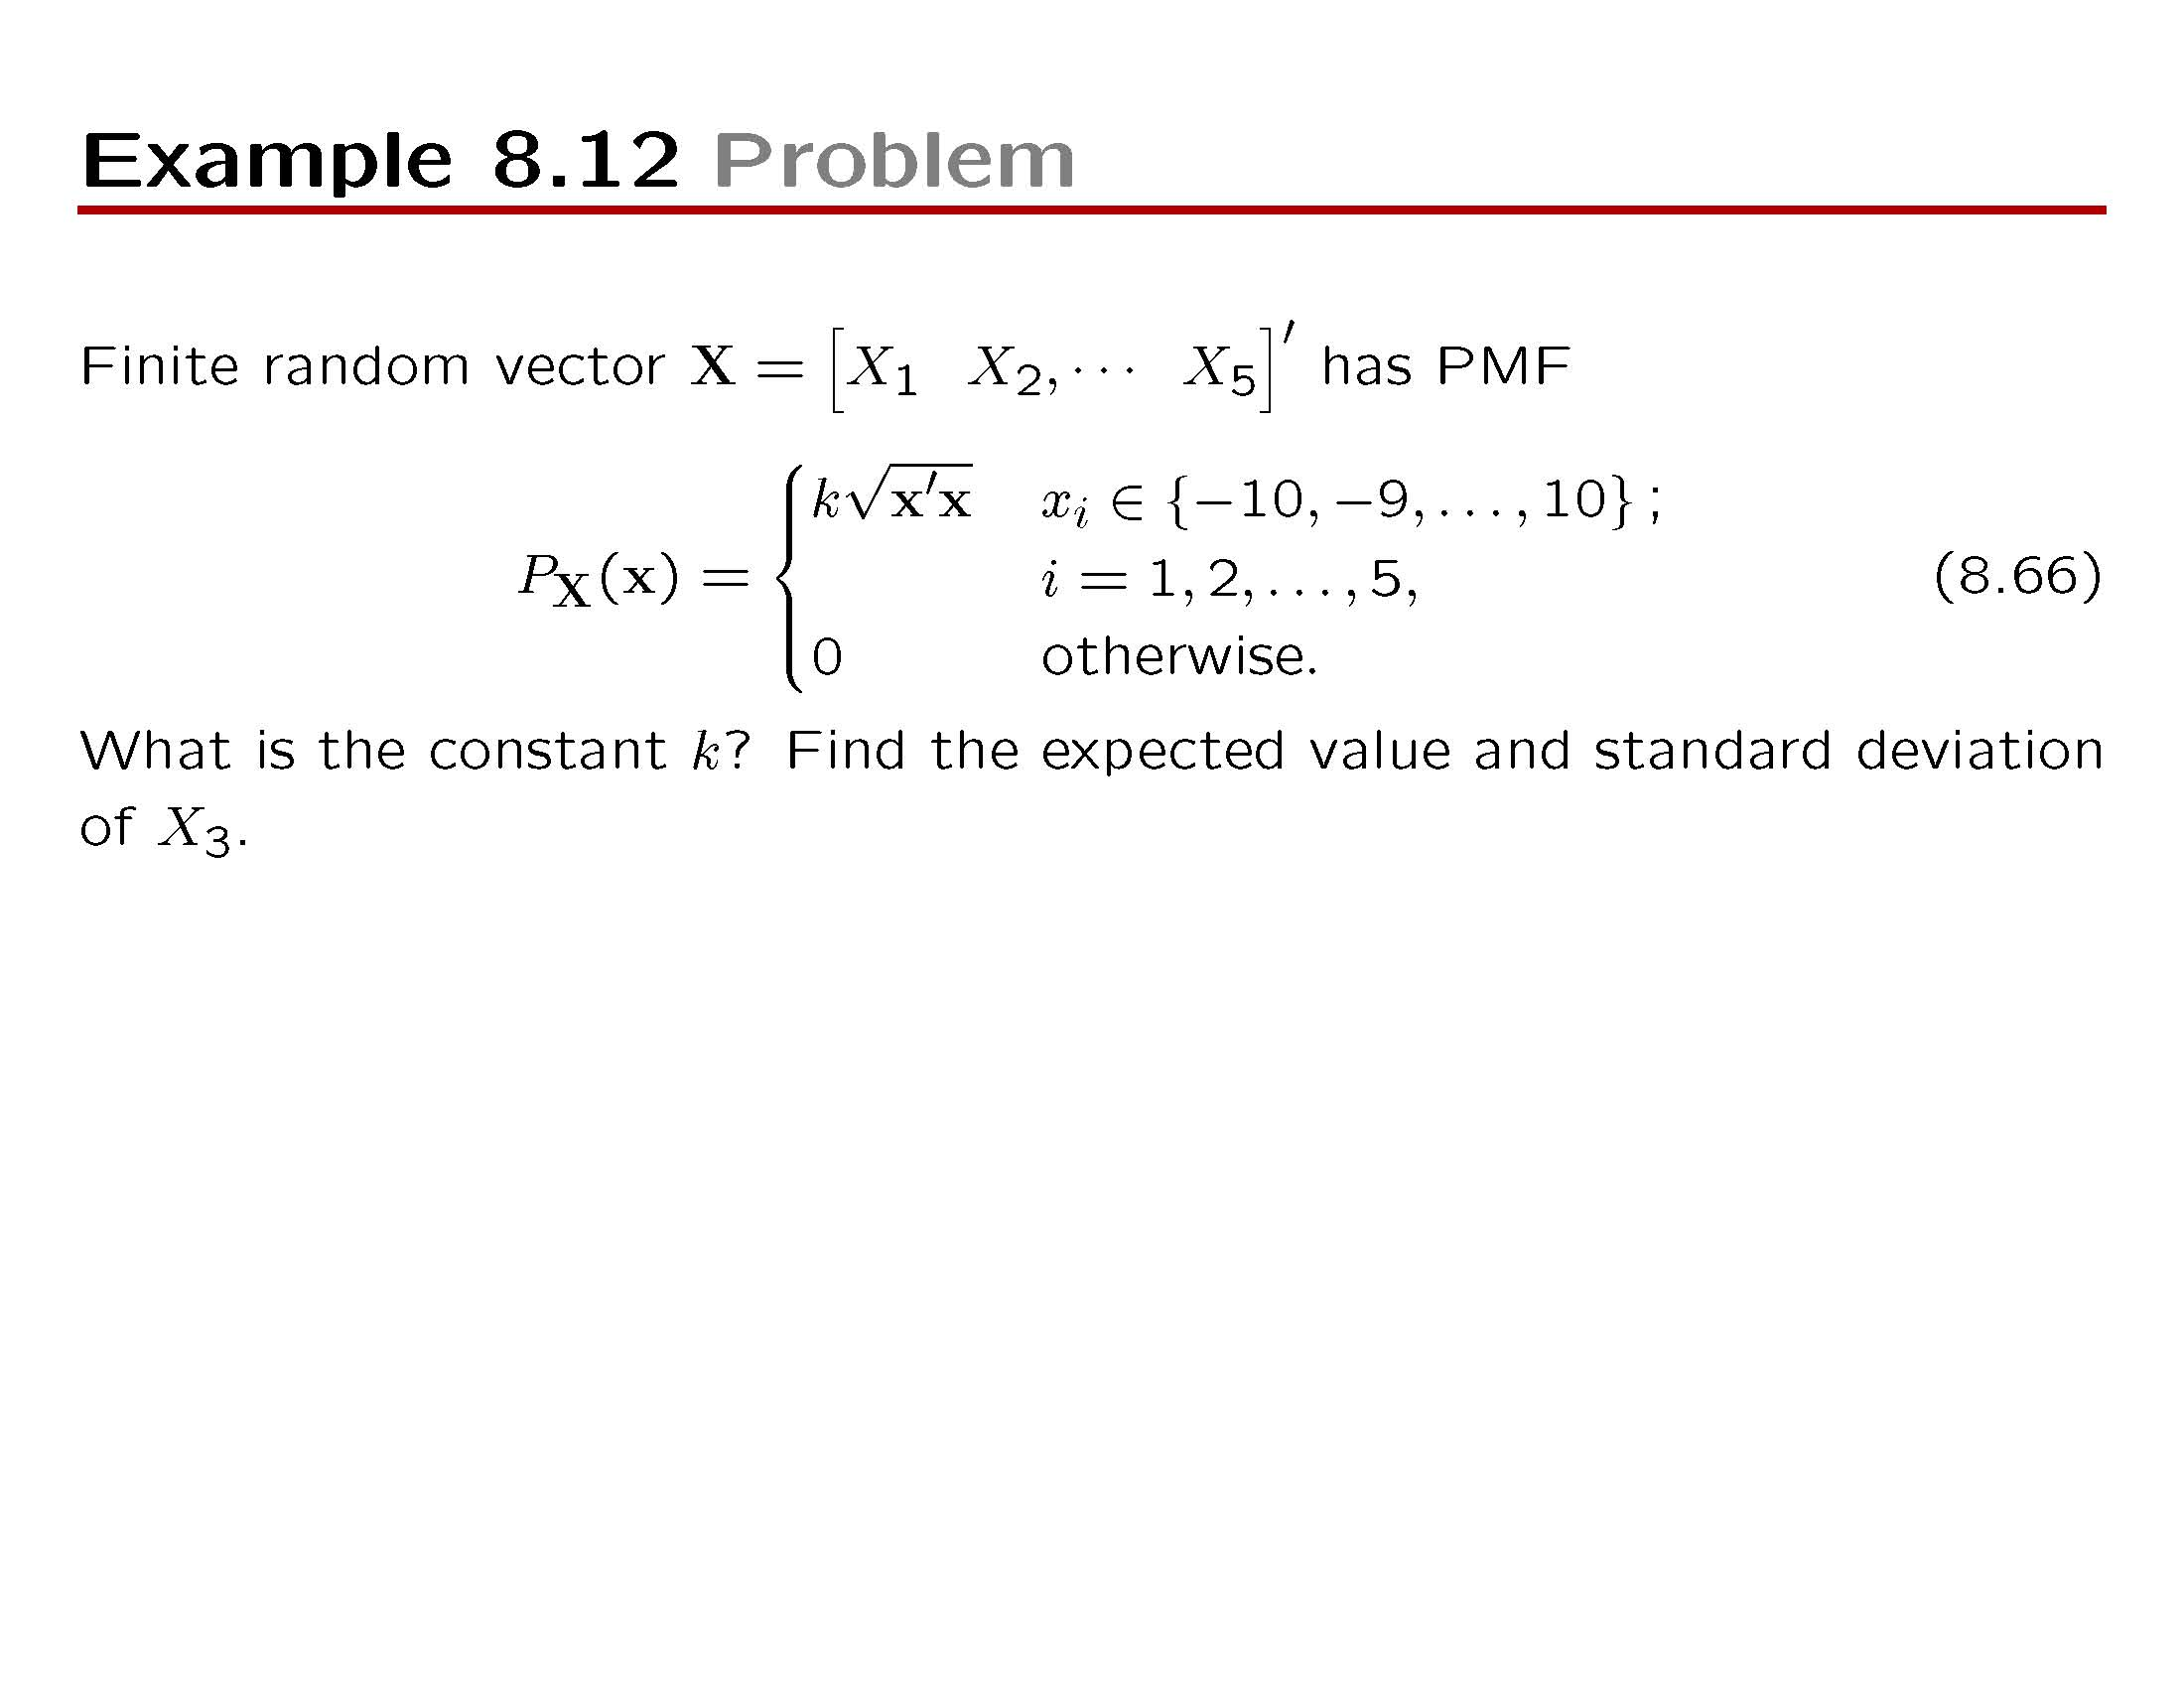 Example 8.12 Problem
Finite random vector X = [X₁ X₂, ⋯ X₅]′ has PMF
P_X(x) = { k√(x′x) xᵢ ∈ {−10, −9, . . . , 10} ;
i = 1, 2, . . . , 5, (8.66)
0 otherwise.
What is the constant k? Find the expected value and standard deviation
of X₃.